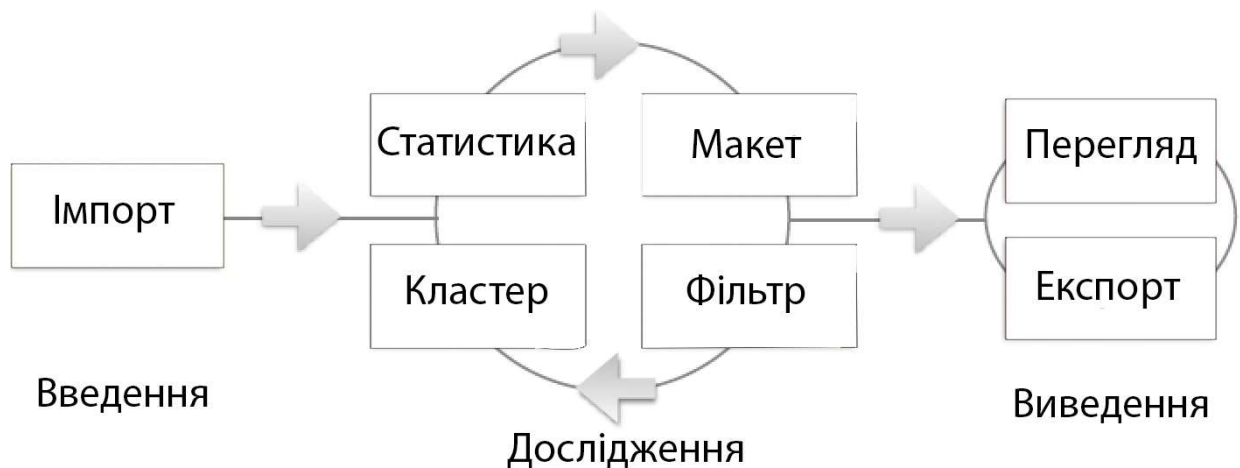 Імпорт
Введення
Статистика
Макет
Кластер
Фільтр
Дослідження
Перегляд
Експорт
Виведення